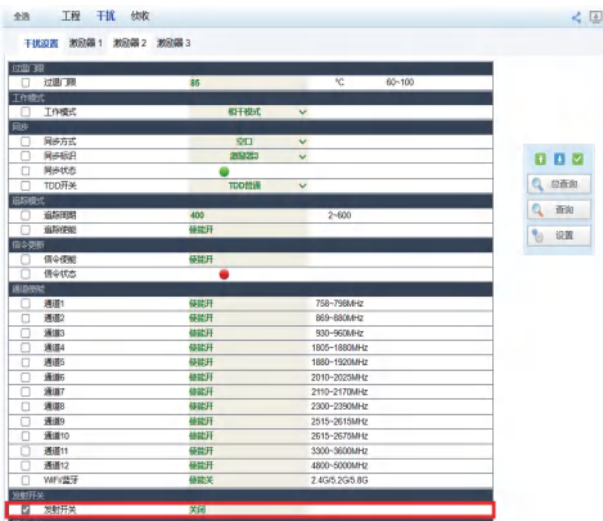 全选 工程 干扰 侦收
干扰设置 激励器 1 激励器 2 激励器 3
过温门限
过温门限 85 °C 60~100
工作模式
工作模式 相干模式
同步
同步方式 空口
同步标识 激励器3
同步状态
TDD开关 TDD普通
追踪模式
追踪周期 400 2~600
追踪使能 使能开
信令更新
信令使能 使能开
信令状态
通道使能
通道1 使能开 758~798MHz
通道2 使能开 869~880MHz
通道3 使能开 930~960MHz
通道4 使能开 1805~1880MHz
通道5 使能开 1880~1920MHz
通道6 使能开 2010~2025MHz
通道7 使能开 2110~2170MHz
通道8 使能开 2300~2390MHz
通道9 使能开 2515~2615MHz
通道10 使能开 2615~2675MHz
通道11 使能开 3300~3600MHz
通道12 使能开 4800~5000MHz
WIFI/蓝牙 使能关 2.4G/5.2G/5.8G
发射开关
发射开关 关闭
总查询
查询
设置